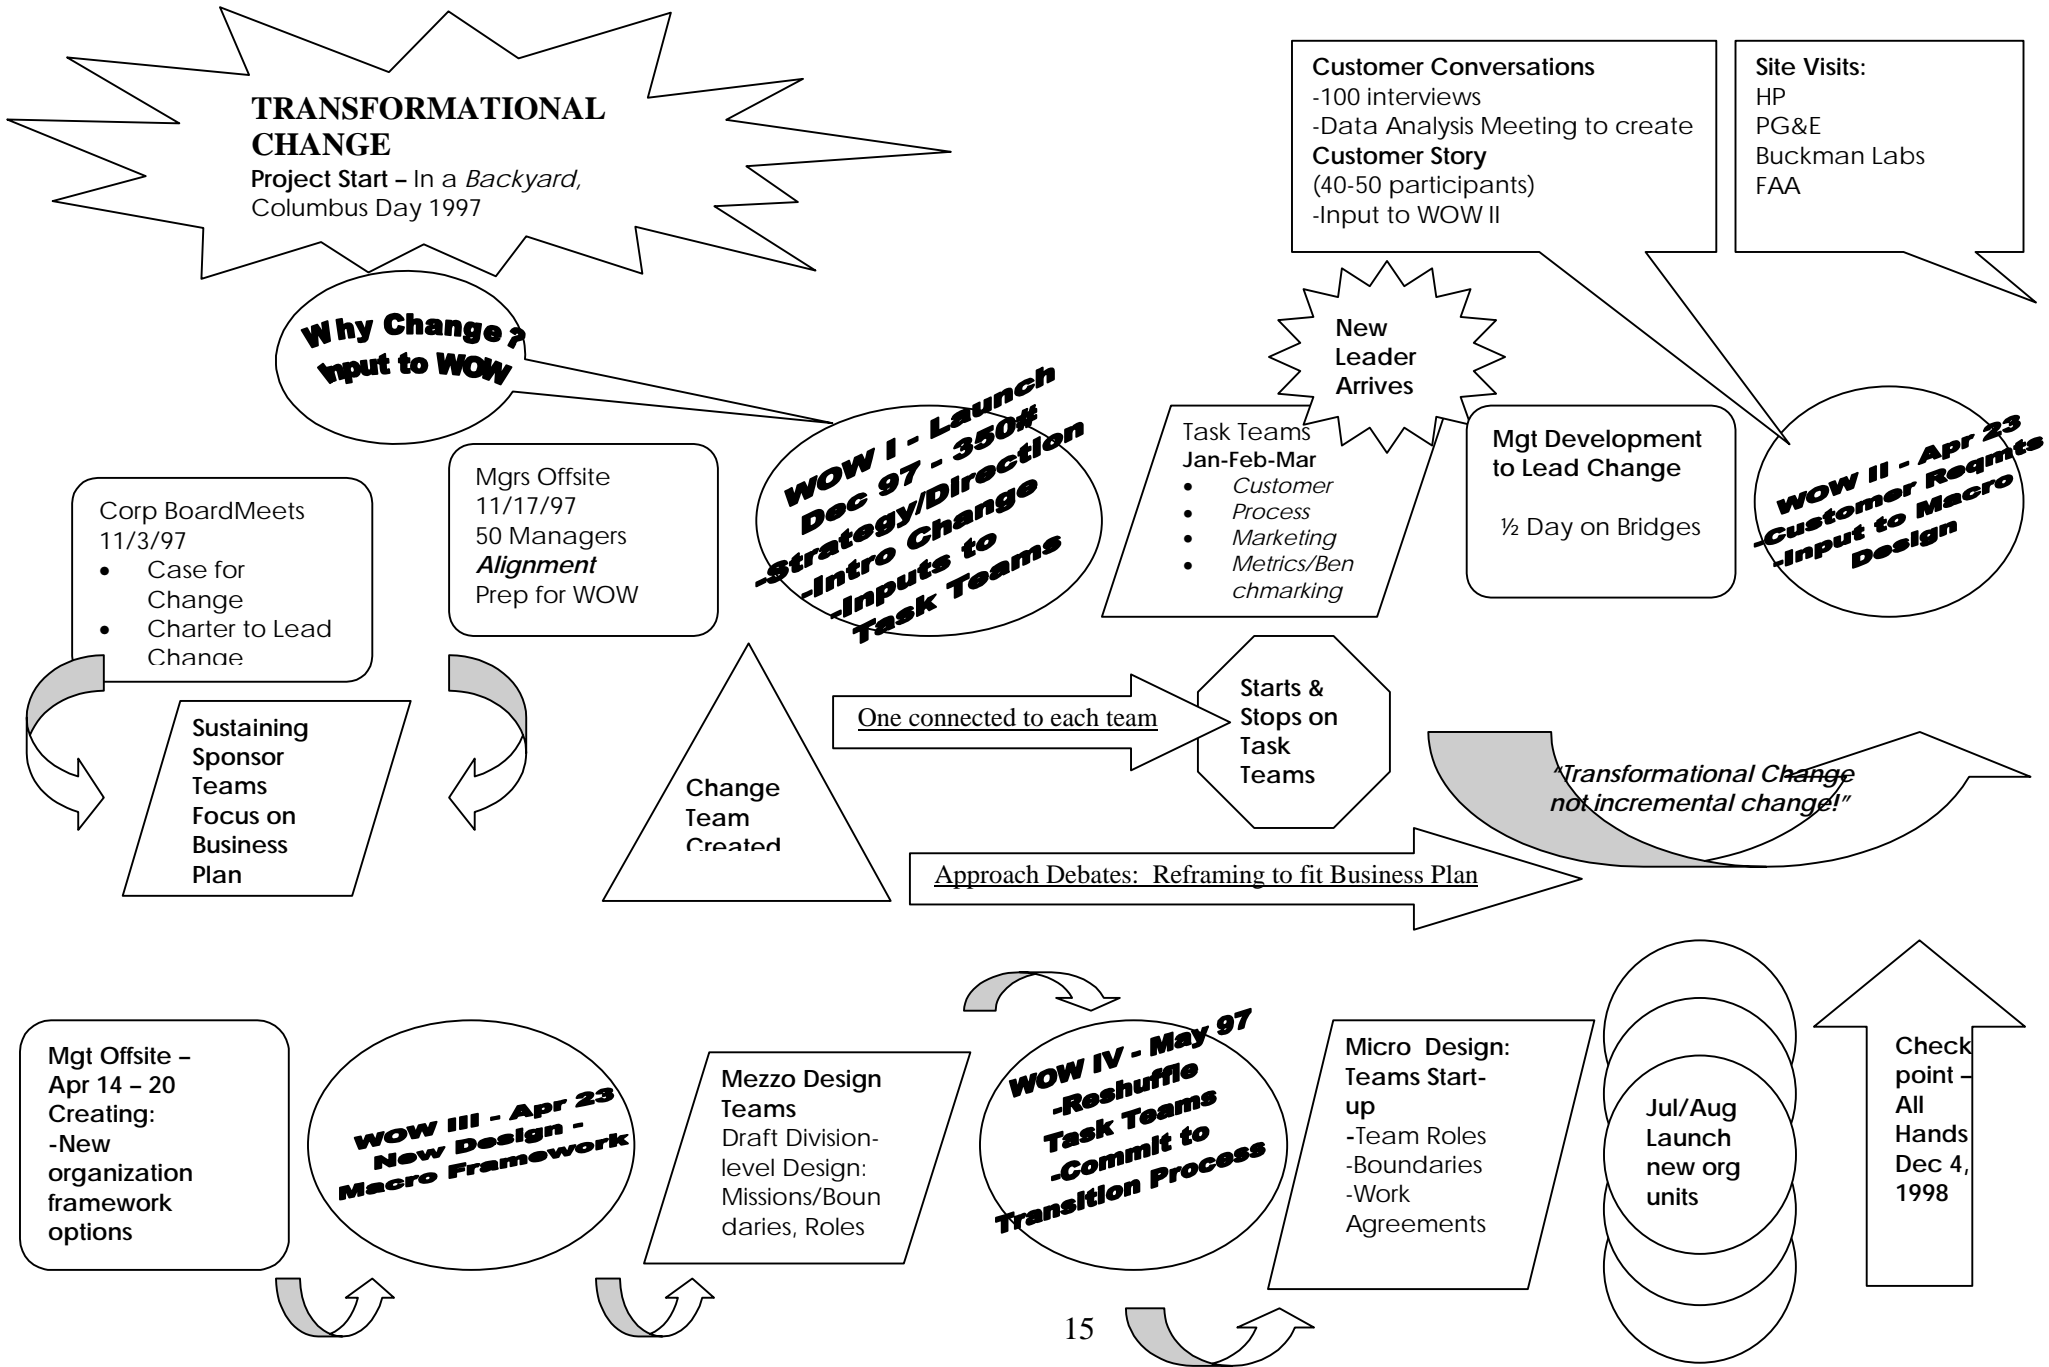 TRANSFORMATIONAL
CHANGE
Project Start – In a Backyard,
Columbus Day 1997
Customer Conversations
-100 interviews
-Data Analysis Meeting to create
Customer Story
(40-50 participants)
-Input to WOW II
Site Visits:
HP
PG&E
Buckman Labs
FAA
Why Change?
Input to WOW
New
Leader
Arrives
Corp BoardMeets
11/3/97
• Case for
Change
• Charter to Lead
Change
Mgrs Offsite
11/17/97
50 Managers
Alignment
Prep for WOW
WOW I - Launch
Dec 97 - 350#
-Strategy/Direction
-Intro Change
-Inputs to
Task Teams
Task Teams
Jan-Feb-Mar
• Customer
• Process
• Marketing
• Metrics/Ben
chmarking
Mgt Development
to Lead Change
½ Day on Bridges
WOW II - Apr 23
-Customer Reqmts
-Input to Macro
Design
Sustaining
Sponsor
Teams
Focus on
Business
Plan
Change
Team
Created
One connected to each team
Starts &
Stops on
Task
Teams
"Transformational Change
not incremental change!"
Approach Debates:  Reframing to fit Business Plan
Mgt Offsite –
Apr 14 – 20
Creating:
-New
organization
framework
options
WOW III - Apr 23
New Design -
Macro Framework
Mezzo Design
Teams
Draft Division-
level Design:
Missions/Boun
daries, Roles
WOW IV - May 97
-Reshuffle
Task Teams
-Commit to
Transition Process
Micro  Design:
Teams Start-
up
-Team Roles
-Boundaries
-Work
Agreements
Jul/Aug
Launch
new org
units
Check
point –
All
Hands
Dec 4,
1998
15